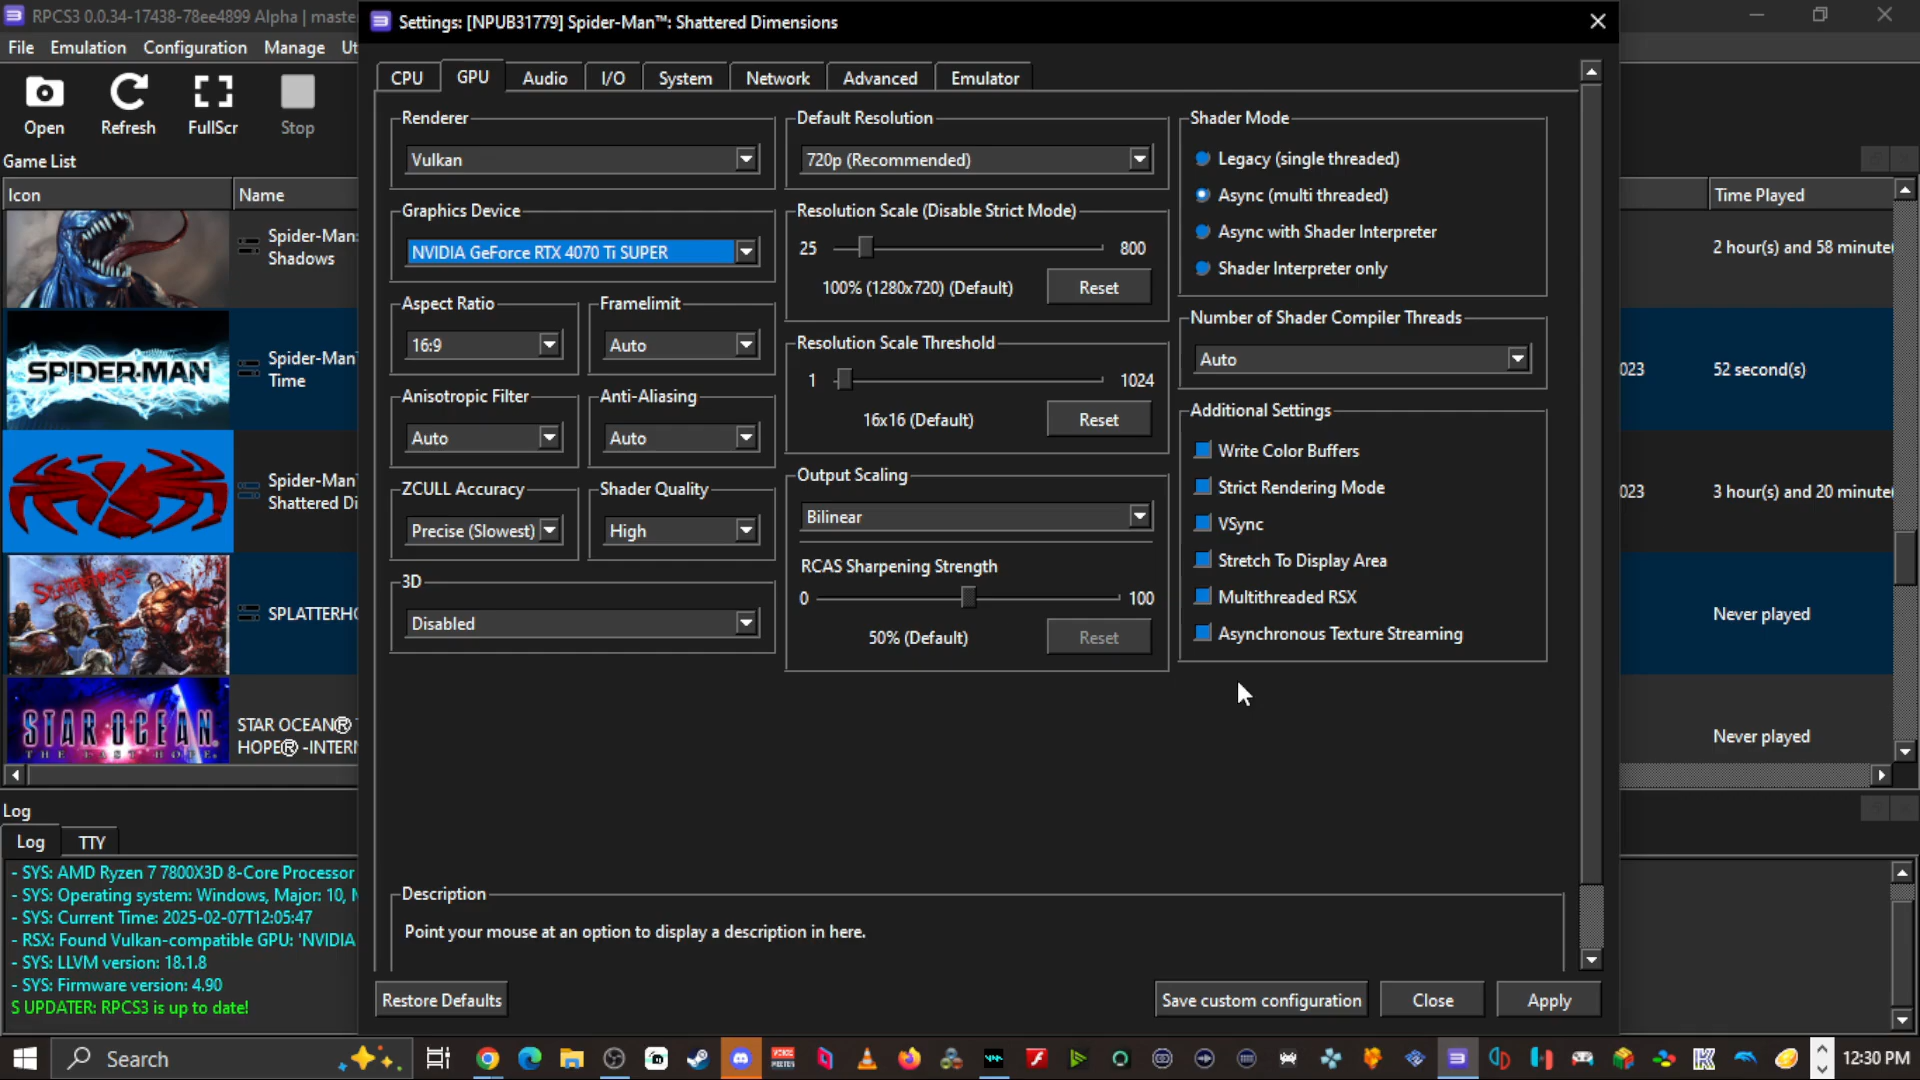 RPCS3 0.0.34-17438-78ee4899 Alpha | maste
File Emulation Configuration Manage Ut
Open Refresh FullScr Stop
Game List
Icon Name
Spider-Man:
Shadows
SPIDER-MAN
Spider-Man™
Time
Spider-Man™
Shattered Di
SPLATTERHO
STAR OCEAN
THE LAST HOPE
STAR OCEAN® T
HOPE® -INTERN
Log
Log TTY
- SYS: AMD Ryzen 7 7800X3D 8-Core Processor
- SYS: Operating system: Windows, Major: 10, M
- SYS: Current Time: 2025-02-07T12:05:47
- RSX: Found Vulkan-compatible GPU: 'NVIDIA
- SYS: LLVM version: 18.1.8
- SYS: Firmware version: 4.90
S UPDATER: RPCS3 is up to date!
Settings: [NPUB31779] Spider-Man™: Shattered Dimensions
CPU GPU Audio I/O System Network Advanced Emulator
Renderer
Vulkan
Graphics Device
NVIDIA GeForce RTX 4070 Ti SUPER
Aspect Ratio Framelimit
16:9 Auto
Anisotropic Filter Anti-Aliasing
Auto Auto
ZCULL Accuracy Shader Quality
Precise (Slowest) High
3D
Disabled
Default Resolution
720p (Recommended)
Resolution Scale (Disable Strict Mode)
25 800
100% (1280x720) (Default) Reset
Resolution Scale Threshold
1 1024
16x16 (Default) Reset
Output Scaling
Bilinear
RCAS Sharpening Strength
0 100
50% (Default) Reset
Shader Mode
Legacy (single threaded)
Async (multi threaded)
Async with Shader Interpreter
Shader Interpreter only
Number of Shader Compiler Threads
Auto
Additional Settings
Write Color Buffers
Strict Rendering Mode
VSync
Stretch To Display Area
Multithreaded RSX
Asynchronous Texture Streaming
Description
Point your mouse at an option to display a description in here.
Restore Defaults Save custom configuration Close Apply
Time Played
2 hour(s) and 58 minute
023 52 second(s)
023 3 hour(s) and 20 minute
Never played
Never played
Search
12:30 PM